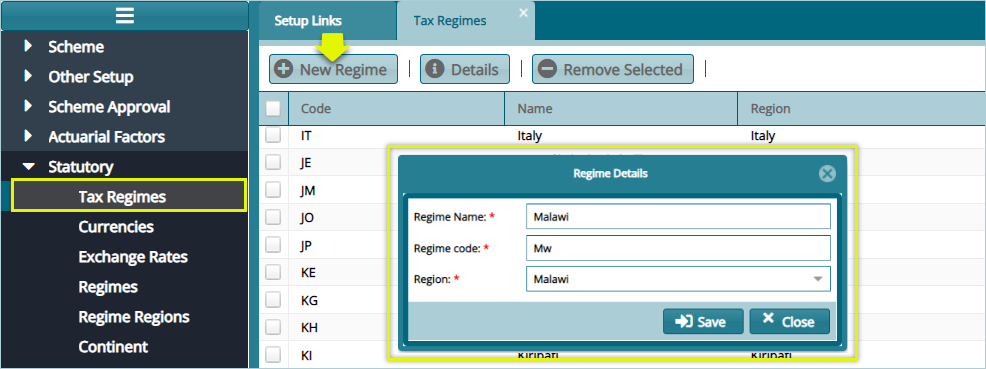 Setup Links
Tax Regimes
Scheme
Other Setup
Scheme Approval
Actuarial Factors
Statutory
Tax Regimes
Currencies
Exchange Rates
Regimes
Regime Regions
Continent
New Regime | Details | Remove Selected |
Code Name Region
IT Italy Italy
JE
JM
JO
JP
KE
KG
KH
KI Kiribati Kiribati
Regime Details
Regime Name: * Malawi
Regime code: * Mw
Region: * Malawi
Save Close